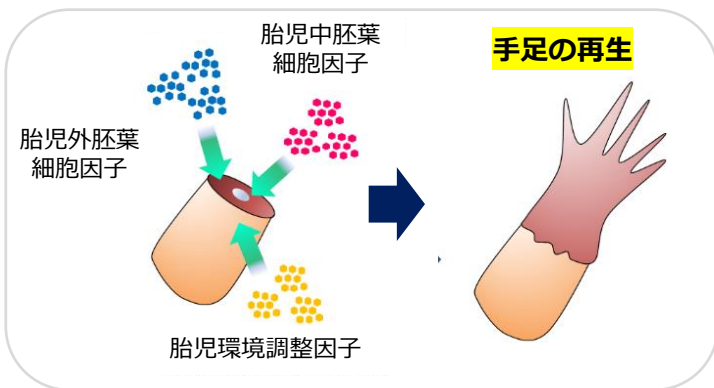 胎児中胚葉
細胞因子
手足の再生
胎児外胚葉
細胞因子
胎児環境調整因子